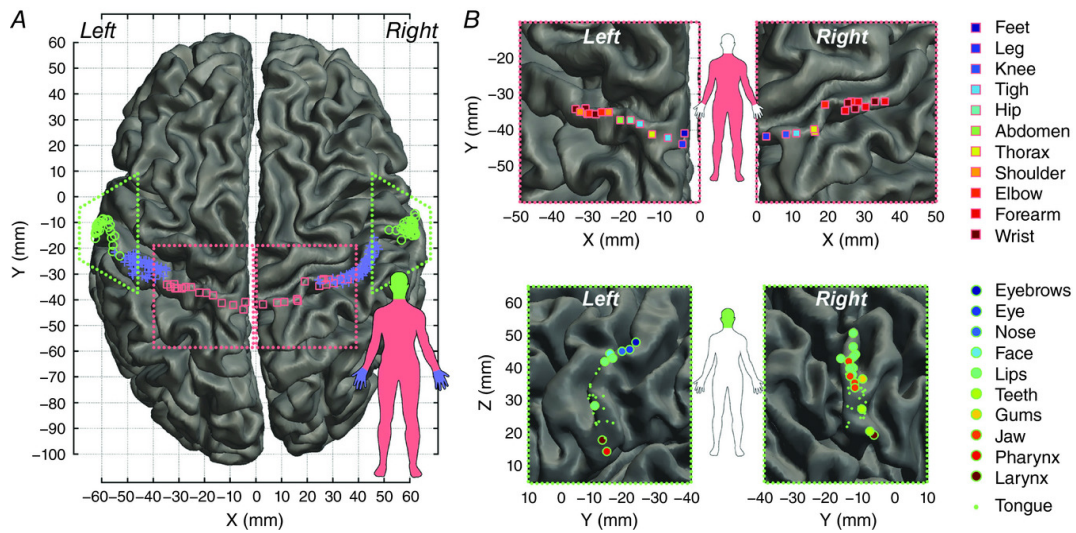 A
Left
Right
60
50
40
30
20
10
0
−10
−20
−30
−40
−50
−60
−70
−80
−90
−100
Y (mm)
−60−50−40−30−20−10 0 10 20 30 40 50 60
X (mm)
B
Left
Right
−20
−30
−40
−50
Y (mm)
−50 −40 −30 −20 −10 0
X (mm)
0 10 20 30 40 50
X (mm)
Feet
Leg
Knee
Tigh
Hip
Abdomen
Thorax
Shoulder
Elbow
Forearm
Wrist
Left
Right
60
50
40
30
20
10
Z (mm)
10 0 −10 −20 −30 −40
Y (mm)
−40 −30 −20 −10 0 10
Y (mm)
Eyebrows
Eye
Nose
Face
Lips
Teeth
Gums
Jaw
Pharynx
Larynx
Tongue